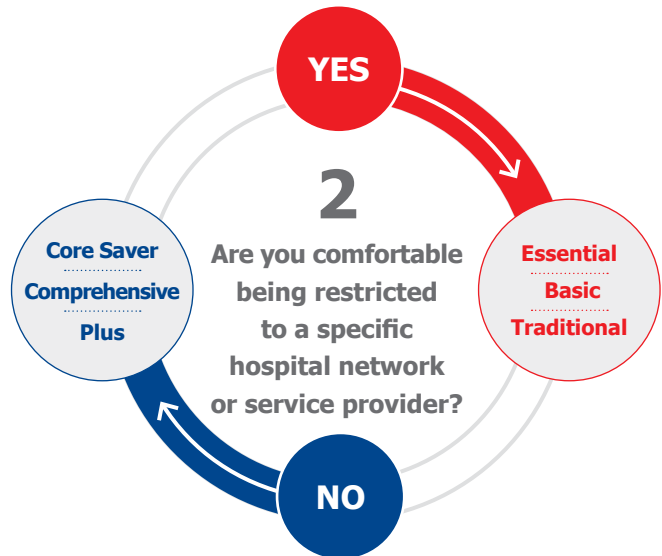 YES
2
Are you comfortable
being restricted
to a specific
hospital network
or service provider?
Core Saver
Comprehensive
Plus
Essential
Basic
Traditional
NO